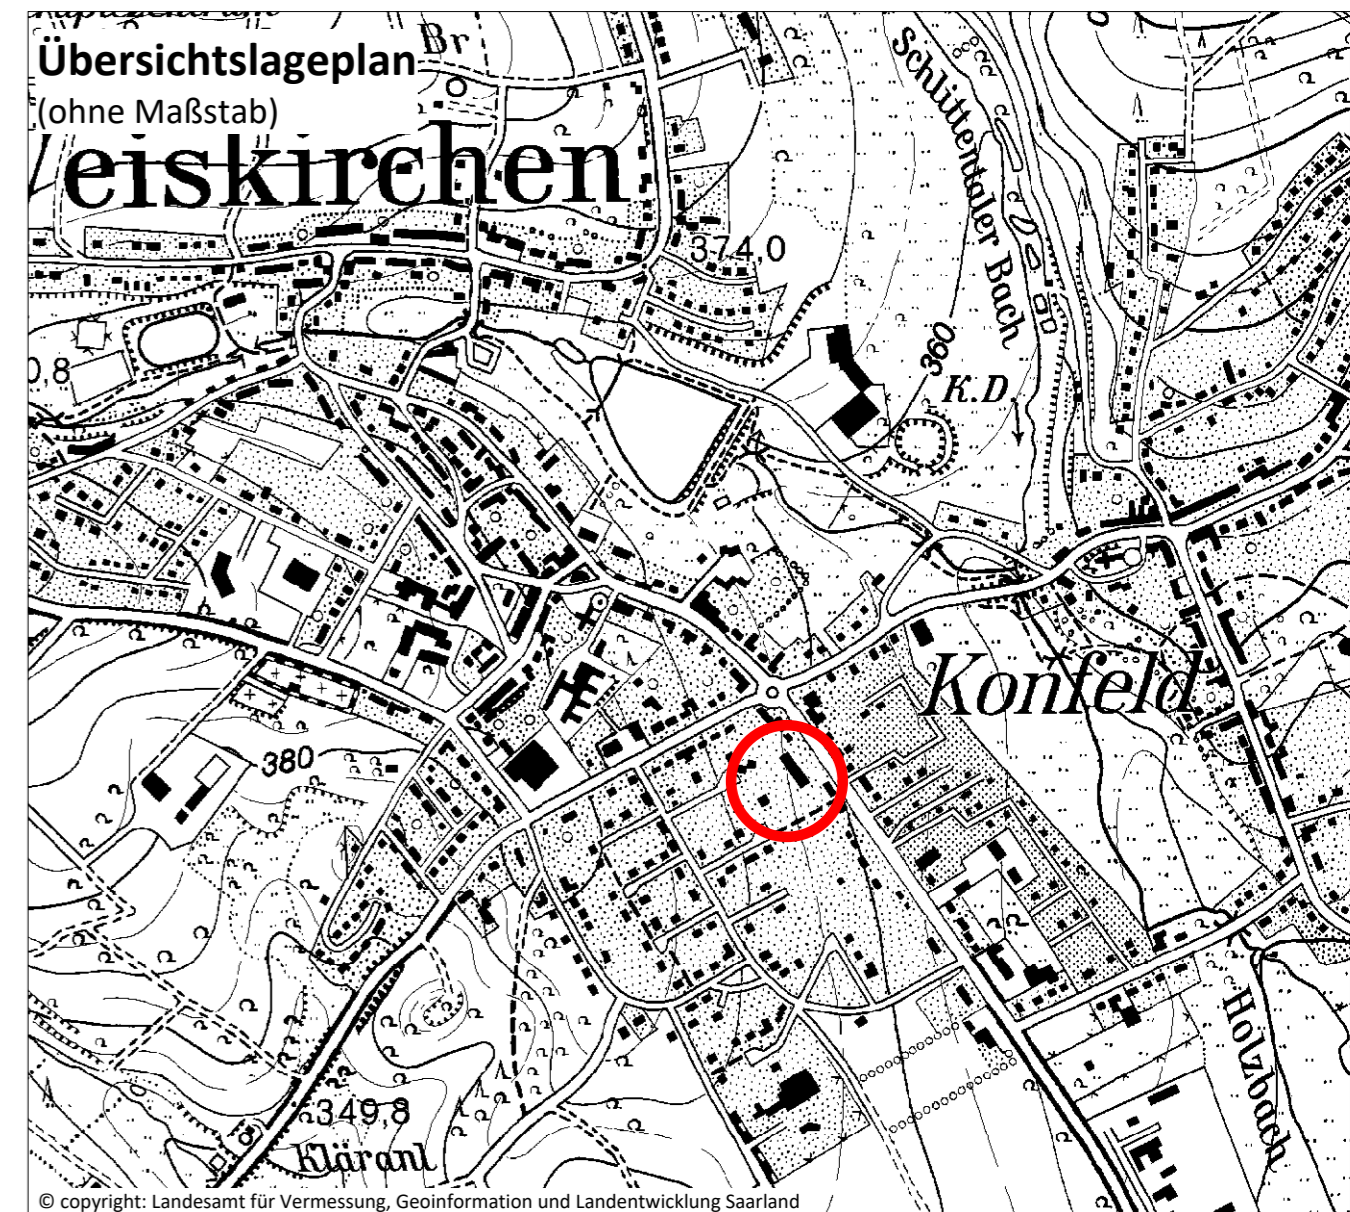 Übersichtslageplan
(ohne Maßstab)
Br
eiskirchen
Schlittentaler Bach
374,0
360
K.D.
0,8
Konfeld
380
349,8
Kläranl
Holzbach
© copyright: Landesamt für Vermessung, Geoinformation und Landentwicklung Saarland